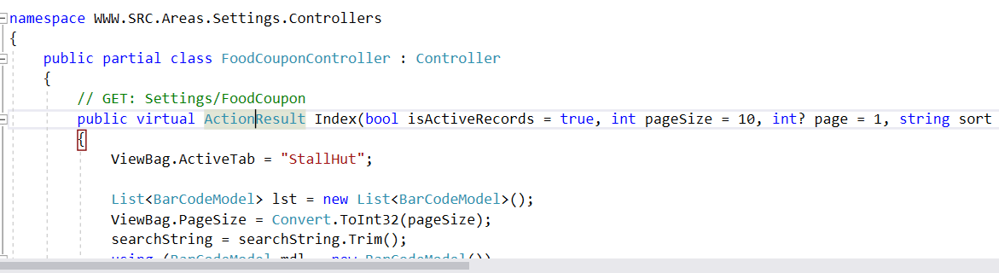 namespace WWW.SRC.Areas.Settings.Controllers
{
public partial class FoodCouponController : Controller
{
// GET: Settings/FoodCoupon
public virtual ActionResult Index(bool isActiveRecords = true, int pageSize = 10, int? page = 1, string sort
{
ViewBag.ActiveTab = "StallHut";
List<BarCodeModel> lst = new List<BarCodeModel>();
ViewBag.PageSize = Convert.ToInt32(pageSize);
searchString = searchString.Trim();
using (BarCodeModel mdl = new BarCodeModel())